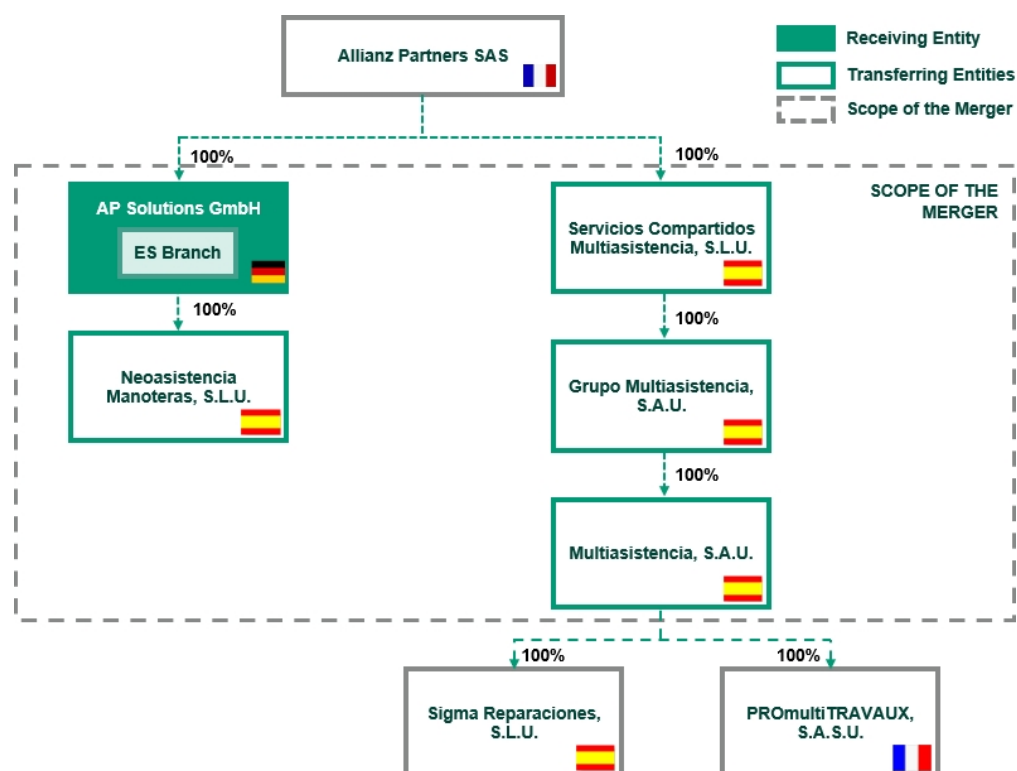 Allianz Partners SAS
Receiving Entity
Transferring Entities
Scope of the Merger
100%
100%
SCOPE OF THE
MERGER
AP Solutions GmbH
ES Branch
Servicios Compartidos
Multiasistencia, S.L.U.
100%
100%
Neoasistencia
Manoteras, S.L.U.
Grupo Multiasistencia,
S.A.U.
100%
Multiasistencia, S.A.U.
100%
100%
Sigma Reparaciones,
S.L.U.
PROmultiTRAVAUX,
S.A.S.U.